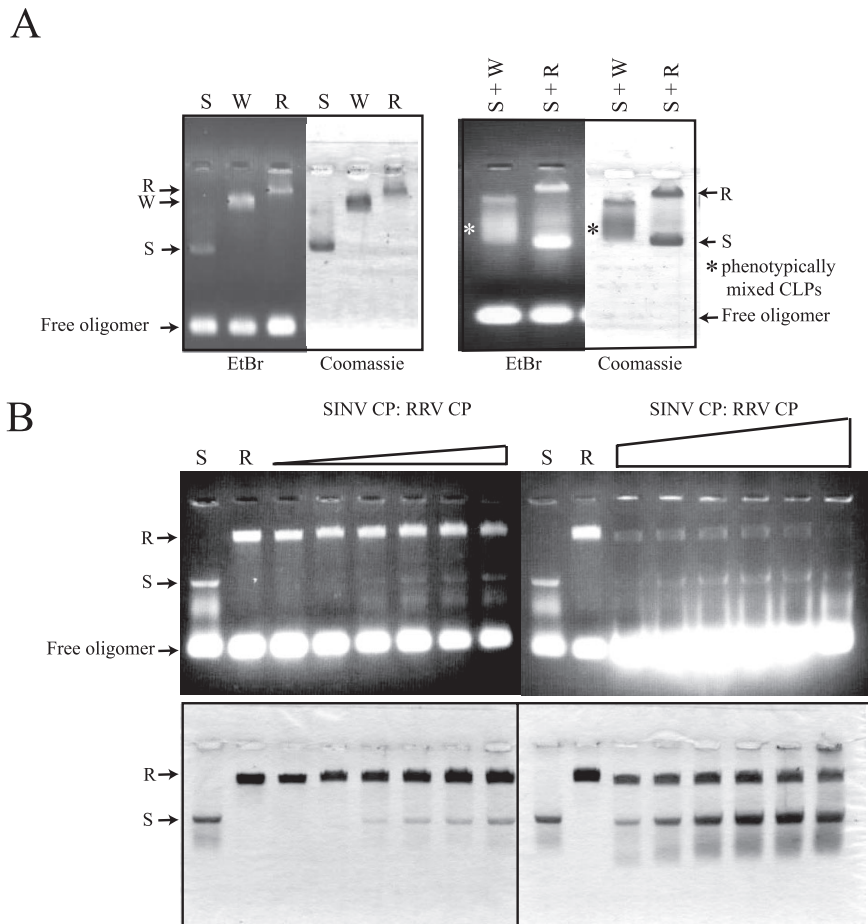 A
S W R S W R
S + W S + R S + W S + R
R
W
S
Free oligomer
R
S
* phenotypically
mixed CLPs
Free oligomer
*
*
EtBr Coomassie
EtBr Coomassie
B
SINV CP: RRV CP
SINV CP: RRV CP
S R
S R
R
S
Free oligomer
R
S